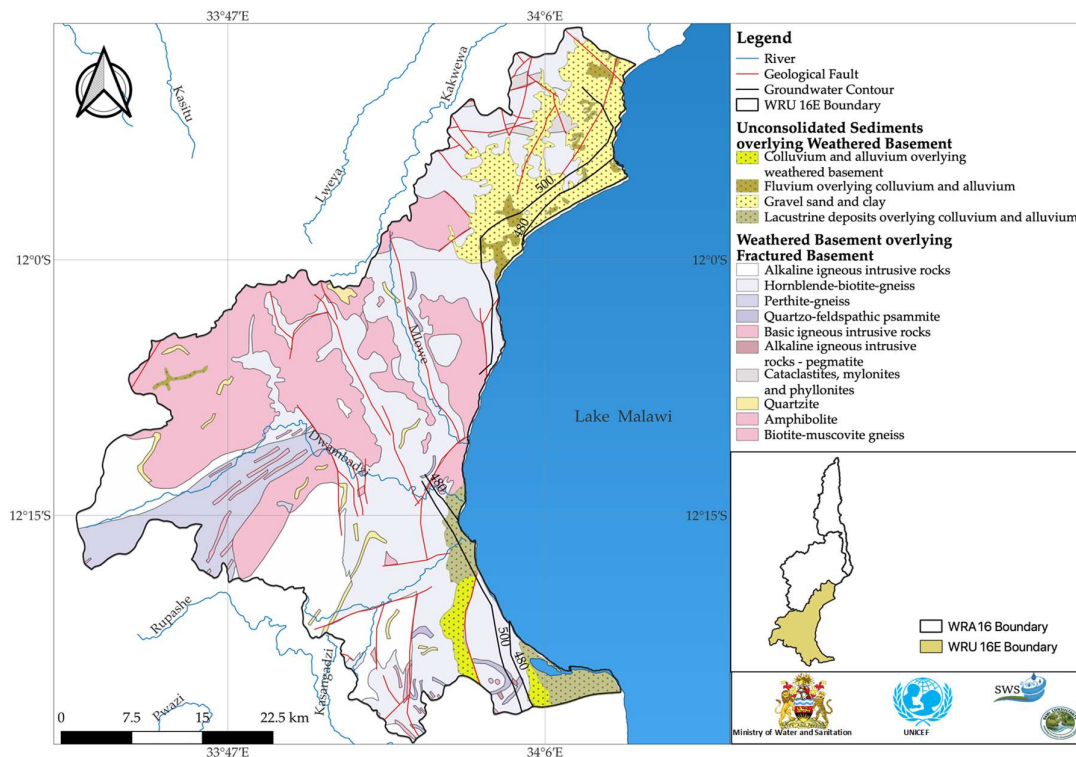 33°47'E
34°6'E
Kasitu
Kakwewa
Lweya
500
480
12°0'S
12°0'S
Mlowe
Lake Malawi
Dwambadzi
480
12°15'S
12°15'S
Rupashe
Kasangadzi
500
480
0 7.5 15 22.5 km
33°47'E
34°6'E
Legend
River
Geological Fault
Groundwater Contour
WRU 16E Boundary
Unconsolidated Sediments
overlying Weathered Basement
Colluvium and alluvium overlying
weathered basement
Fluvium overlying colluvium and alluvium
Gravel sand and clay
Lacustrine deposits overlying colluvium and alluvium
Weathered Basement overlying
Fractured Basement
Alkaline igneous intrusive rocks
Hornblende-biotite-gneiss
Perthite-gneiss
Quartzo-feldspathic psammite
Basic igneous intrusive rocks
Alkaline igneous intrusive
rocks - pegmatite
Cataclastites, mylonites
and phyllonites
Quartzite
Amphibolite
Biotite-muscovite gneiss
WRA 16 Boundary
WRU 16E Boundary
Ministry of Water and Sanitation
UNICEF
SWS